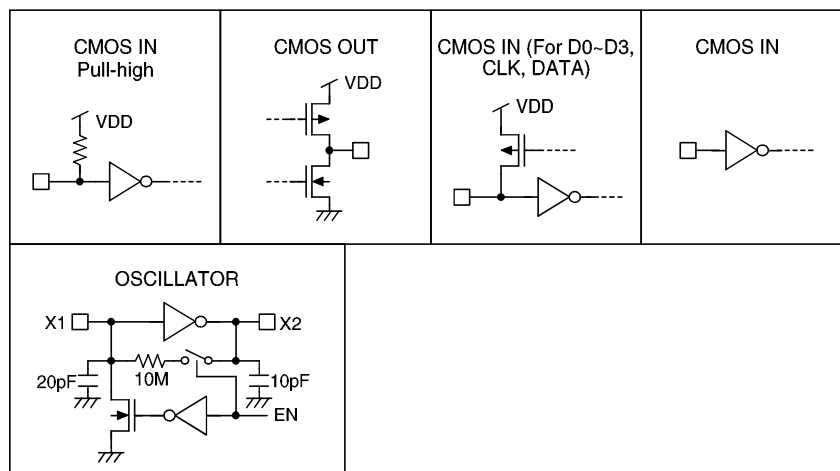 CMOS IN
Pull-high
VDD
CMOS OUT
VDD
CMOS IN (For D0~D3,
CLK, DATA)
VDD
CMOS IN
OSCILLATOR
X1
X2
20pF
10M
10pF
EN